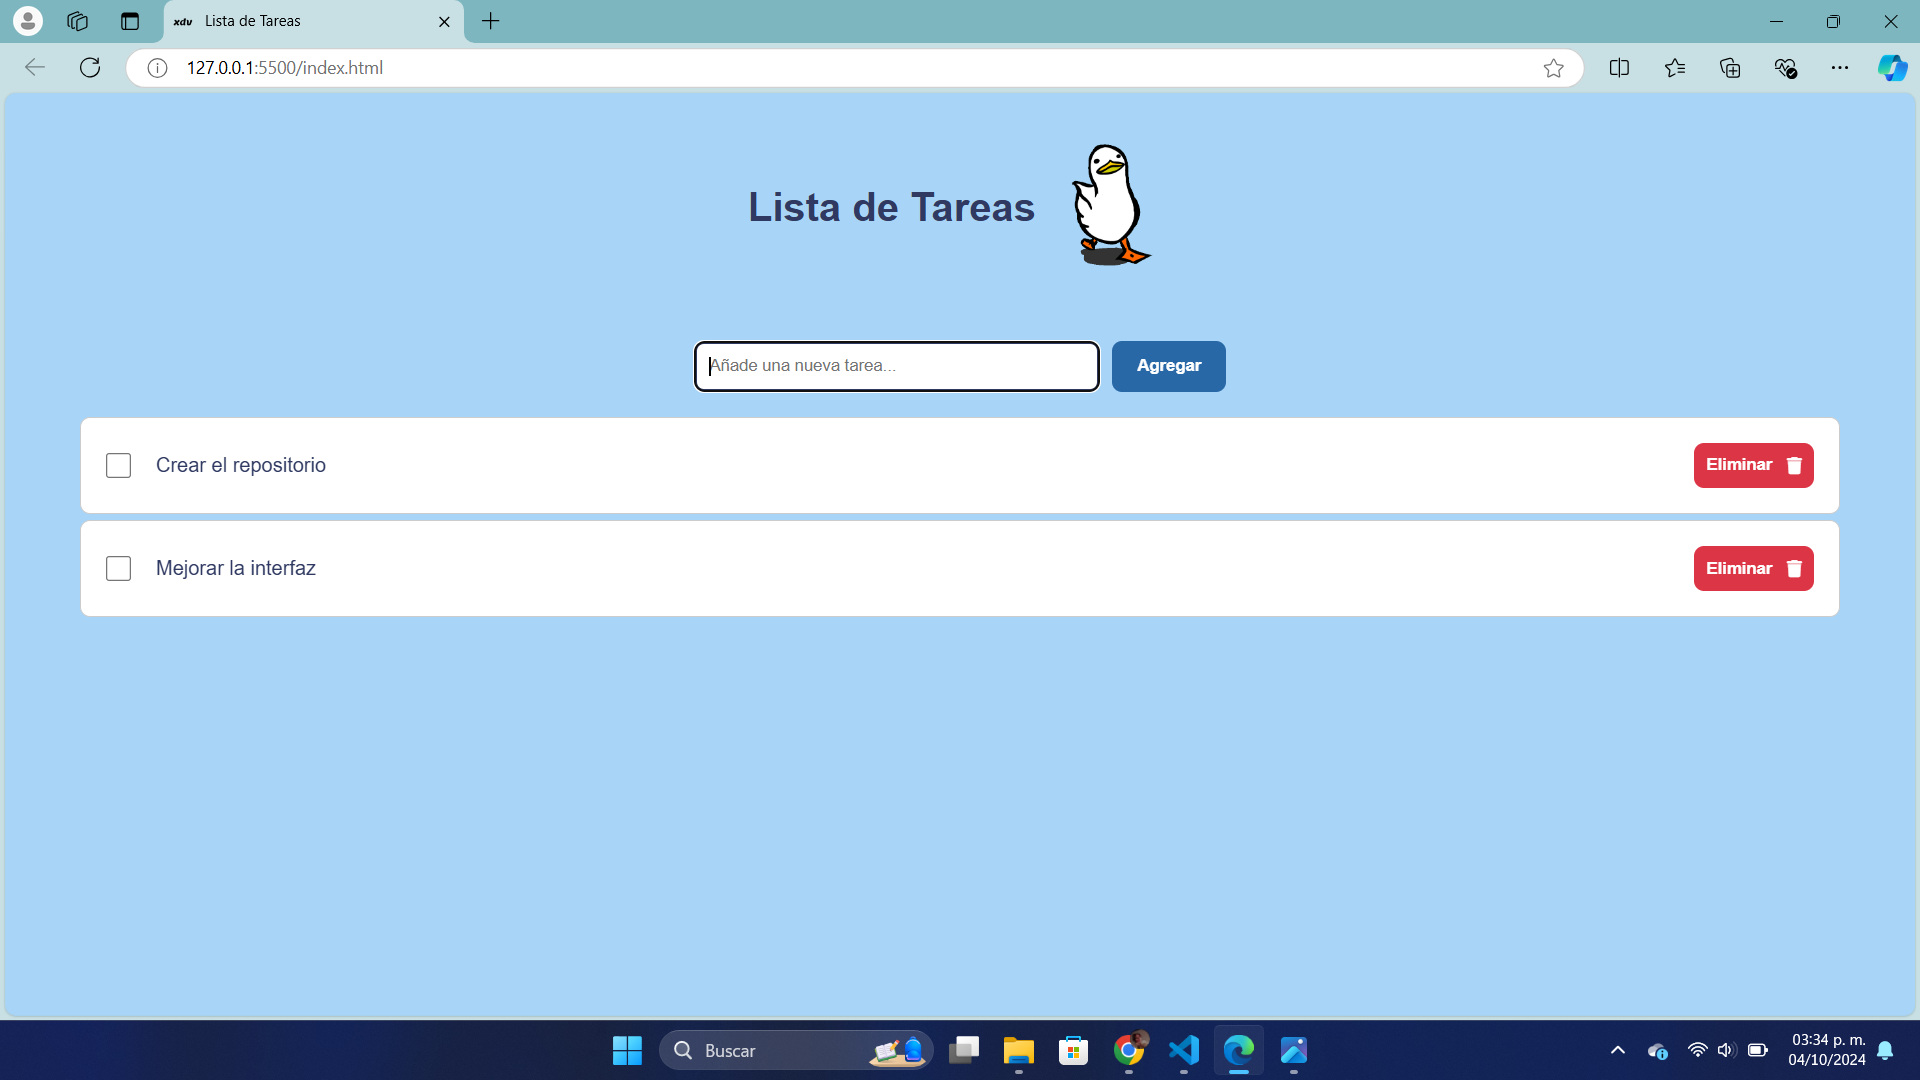 xdv Lista de Tareas
127.0.0.1:5500/index.html
Lista de Tareas
Añade una nueva tarea...
Agregar
Crear el repositorio
Eliminar
Mejorar la interfaz
Eliminar
Buscar
03:34 p. m.
04/10/2024